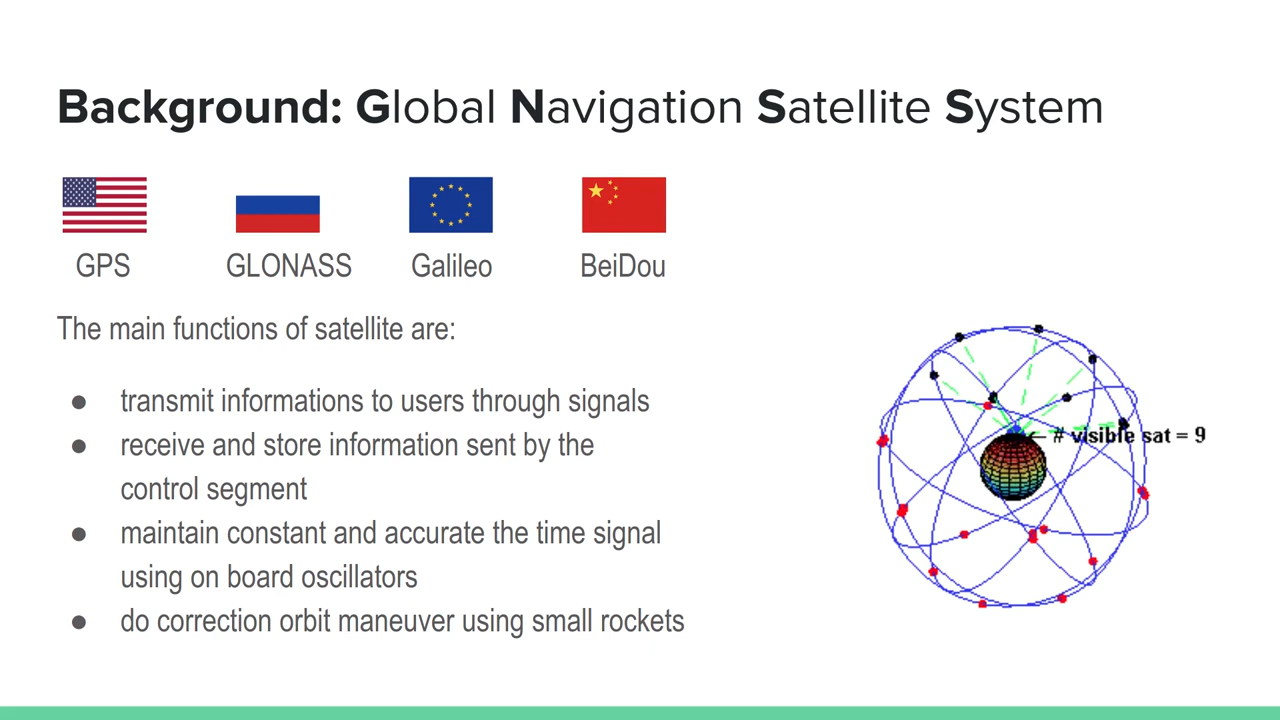 Background: Global Navigation Satellite System
GPS GLONASS Galileo BeiDou
The main functions of satellite are:
● transmit informations to users through signals
● receive and store information sent by the
control segment
● maintain constant and accurate the time signal
using on board oscillators
● do correction orbit maneuver using small rockets
← # visible sat = 9